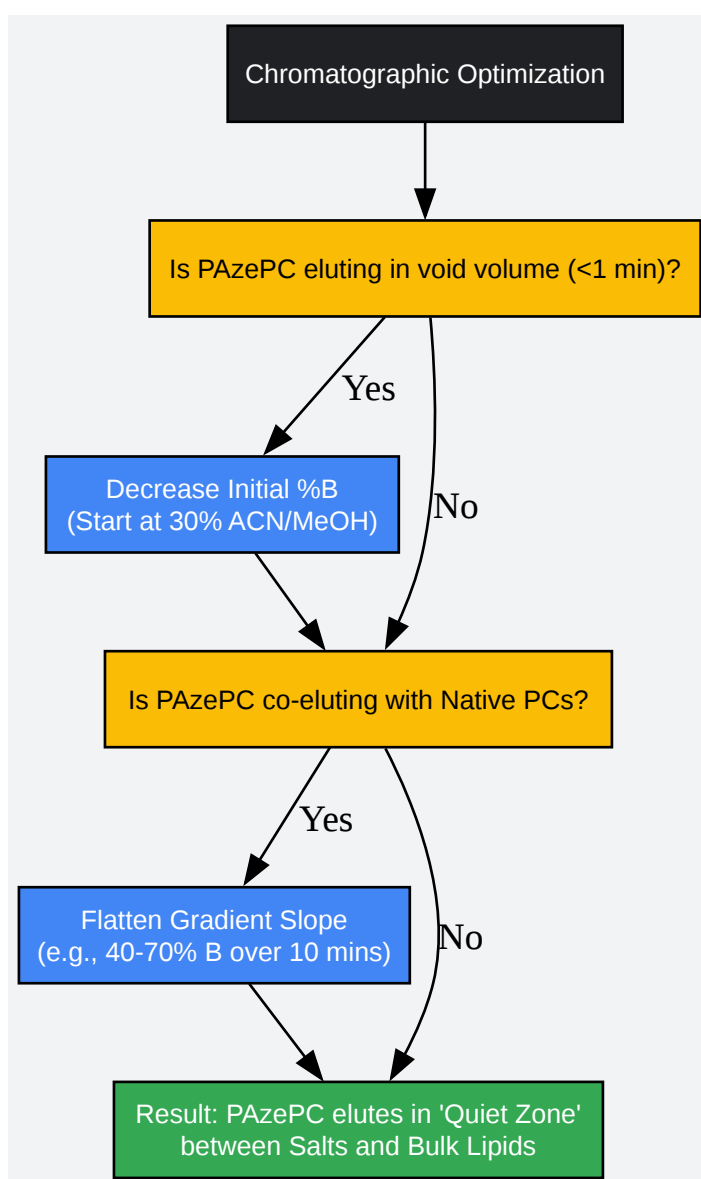 Chromatographic Optimization
Is PAzePC eluting in void volume (<1 min)?
Yes
Decrease Initial %B
(Start at 30% ACN/MeOH)
No
Is PAzePC co-eluting with Native PCs?
Yes
Flatten Gradient Slope
(e.g., 40-70% B over 10 mins)
No
Result: PAzePC elutes in 'Quiet Zone'
between Salts and Bulk Lipids